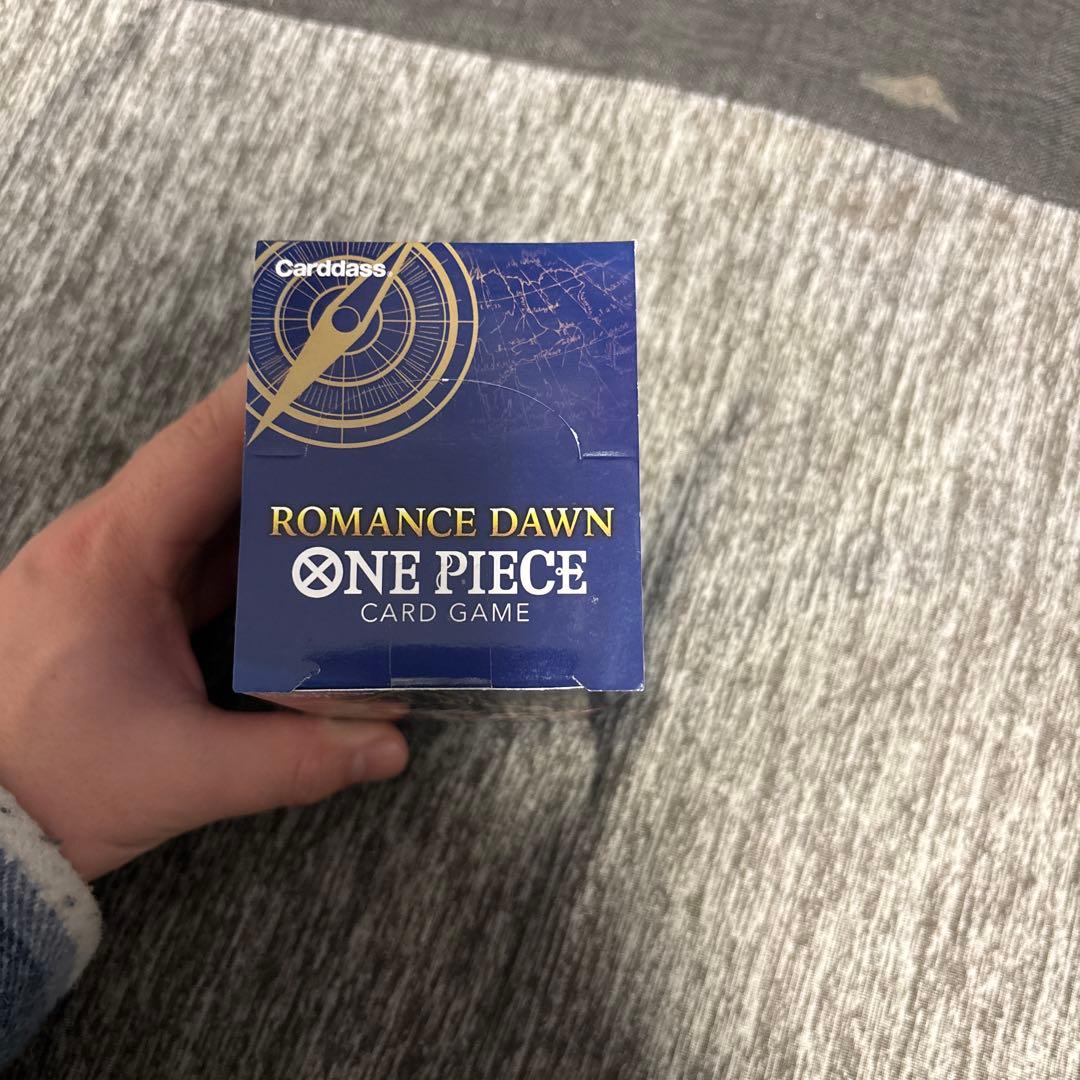 Carddass®
ROMANCE DAWN
ONE PIECE
CARD GAME